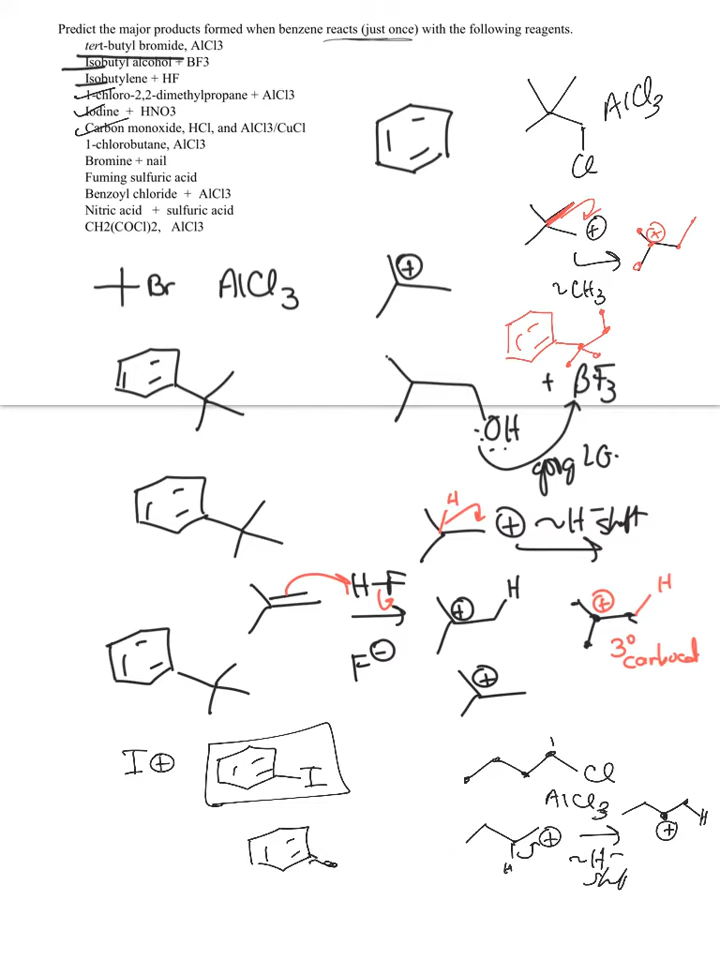 Predict the major products formed when benzene reacts (just once) with the following reagents.
tert-butyl bromide, AlCl3
Isobutyl alcohol + BF3
Isobutylene + HF
1-chloro-2,2-dimethylpropane + AlCl3
Iodine + HNO3
Carbon monoxide, HCl, and AlCl3/CuCl
1-chlorobutane, AlCl3
Bromine + nail
Fuming sulfuric acid
Benzoyl chloride + AlCl3
Nitric acid + sulfuric acid
CH2(COCl)2, AlCl3
AlCl3
Cl
+
+
~CH3
Br AlCl3
+
+ BF3
:OH
good LG.
H
+ ~H- shift
H-F
H
+
+
H
F-
3° carbocat
+
I+
I
Cl
AlCl3
+
H
~H-
shift
+
H